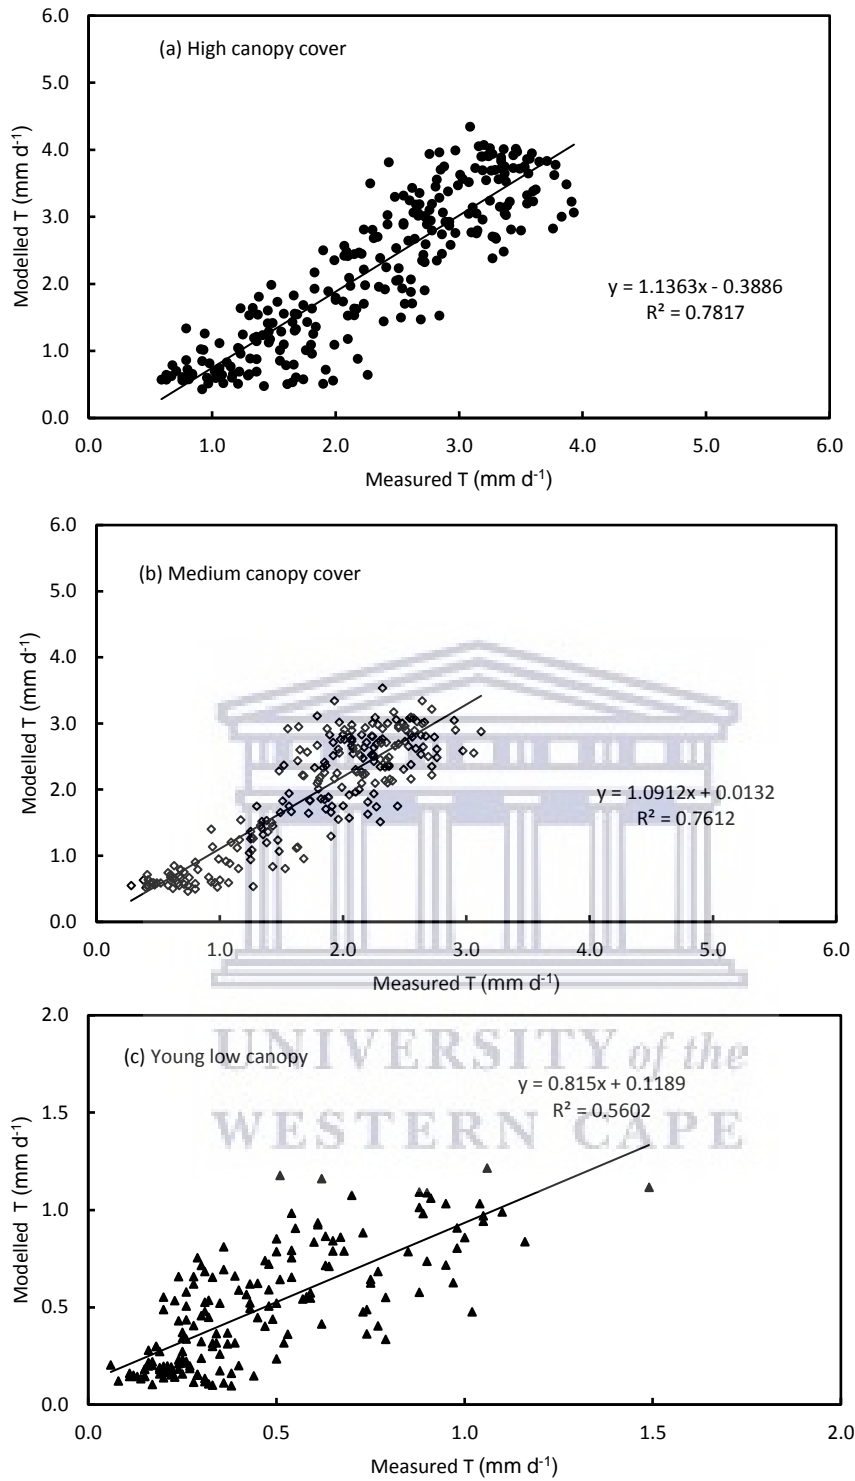 6.0
(a) High canopy cover
5.0
4.0
3.0
2.0
1.0
0.0
Modelled T (mm d⁻¹)
y = 1.1363x - 0.3886
R² = 0.7817
0.0 1.0 2.0 3.0 4.0 5.0 6.0
Measured T (mm d⁻¹)
6.0
(b) Medium canopy cover
5.0
4.0
3.0
2.0
1.0
0.0
Modelled T (mm d⁻¹)
y = 1.0912x + 0.0132
R² = 0.7612
0.0 1.0 2.0 3.0 4.0 5.0 6.0
Measured T (mm d⁻¹)
2.0
(c) Young low canopy
UNIVERSITY of the
WESTERN CAPE
y = 0.815x + 0.1189
R² = 0.5602
1.5
1.0
0.5
0.0
Modelled T (mm d⁻¹)
0.0 0.5 1.0 1.5 2.0
Measured T (mm d⁻¹)